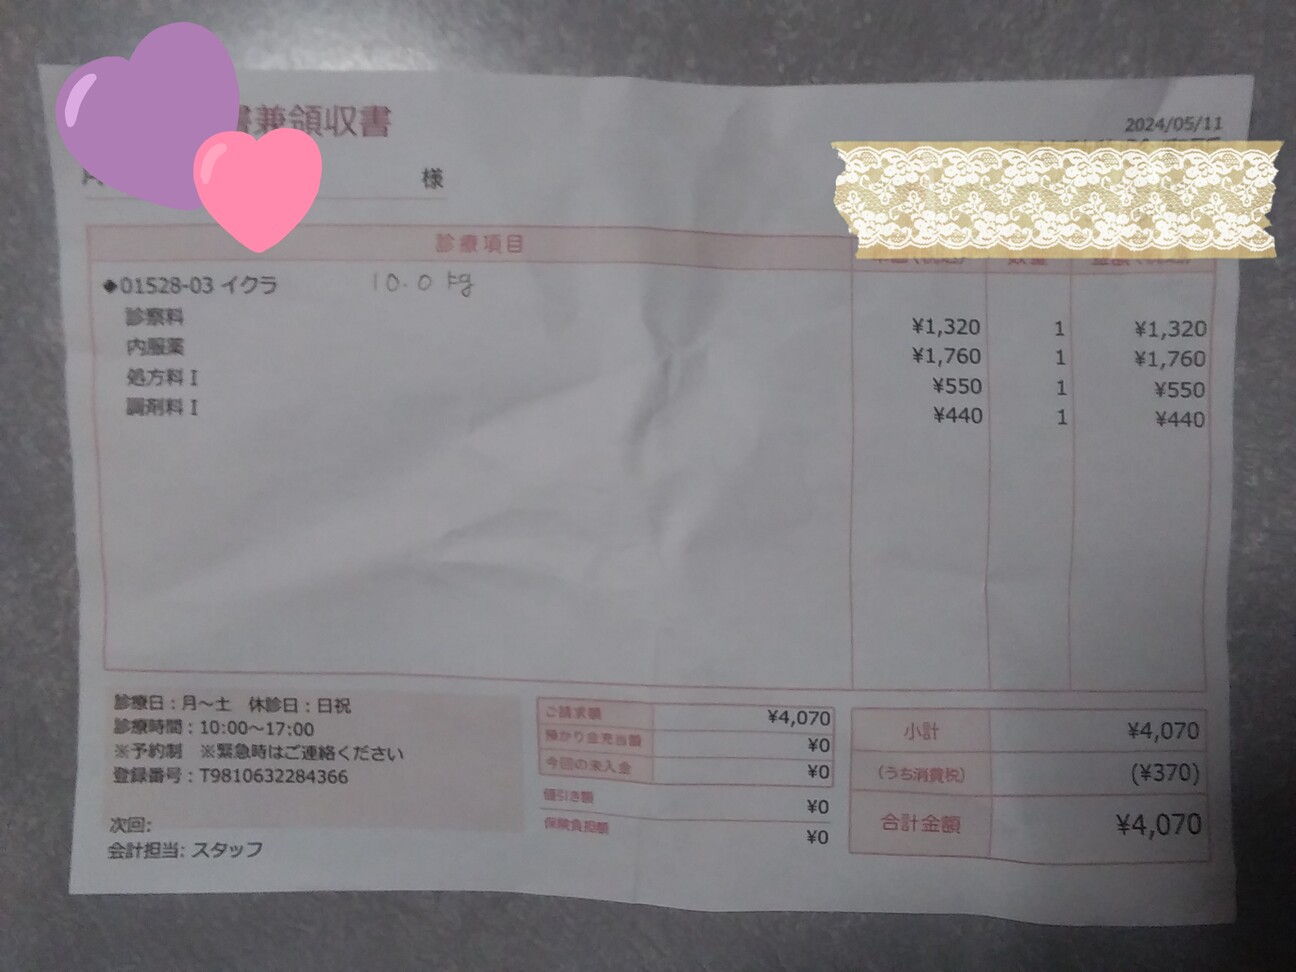 書兼領収書
2024/05/11
様
診療項目
◆01528-03 イクラ 10.0 kg
診察料 ¥1,320 1 ¥1,320
内服薬 ¥1,760 1 ¥1,760
処方料Ⅰ ¥550 1 ¥550
調剤料Ⅰ ¥440 1 ¥440
診療日：月～土 休診日：日祝
診療時間：10:00～17:00
※予約制 ※緊急時はご連絡ください
登録番号：T9810632284366
次回:
会計担当: スタッフ
ご請求額 ¥4,070
預かり金充当額 ¥0
今回の未入金 ¥0
値引き額 ¥0
保険負担額 ¥0
小計 ¥4,070
（うち消費税） (¥370)
合計金額 ¥4,070